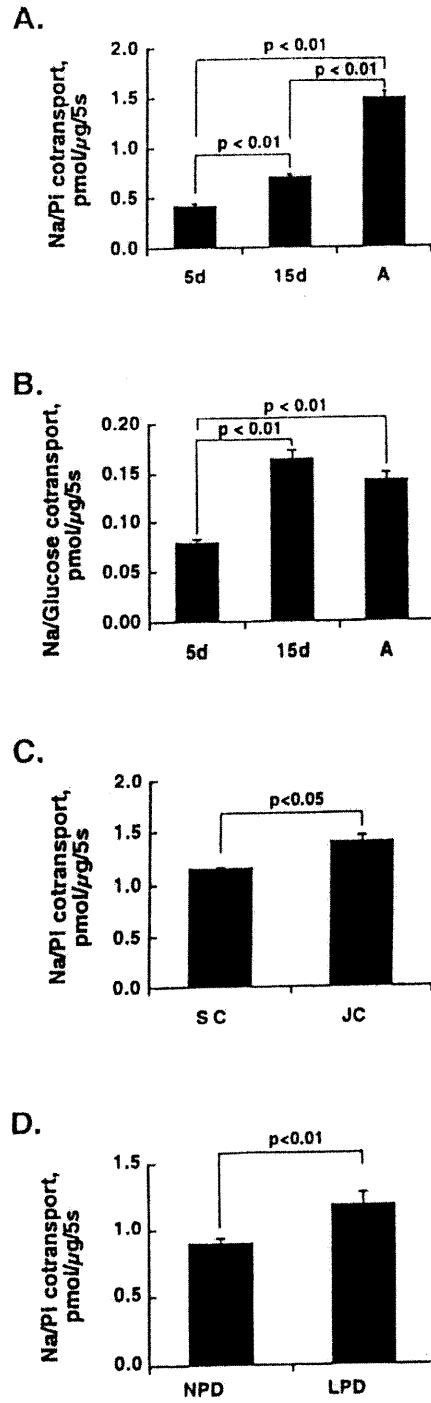 A.
Na/Pi cotransport,
pmol/µg/5s
2.0
1.5
1.0
0.5
0.0
p < 0.01
p < 0.01
p < 0.01
5d
15d
A
B.
Na/Glucose cotransport,
pmol/µg/5s
0.20
0.15
0.10
0.05
0.00
p < 0.01
p < 0.01
5d
15d
A
C.
Na/Pi cotransport,
pmol/µg/5s
2.0
1.5
1.0
0.5
0.0
p<0.05
SC
JC
D.
Na/Pi cotransport,
pmol/µg/5s
1.5
1.0
0.5
0.0
p<0.01
NPD
LPD